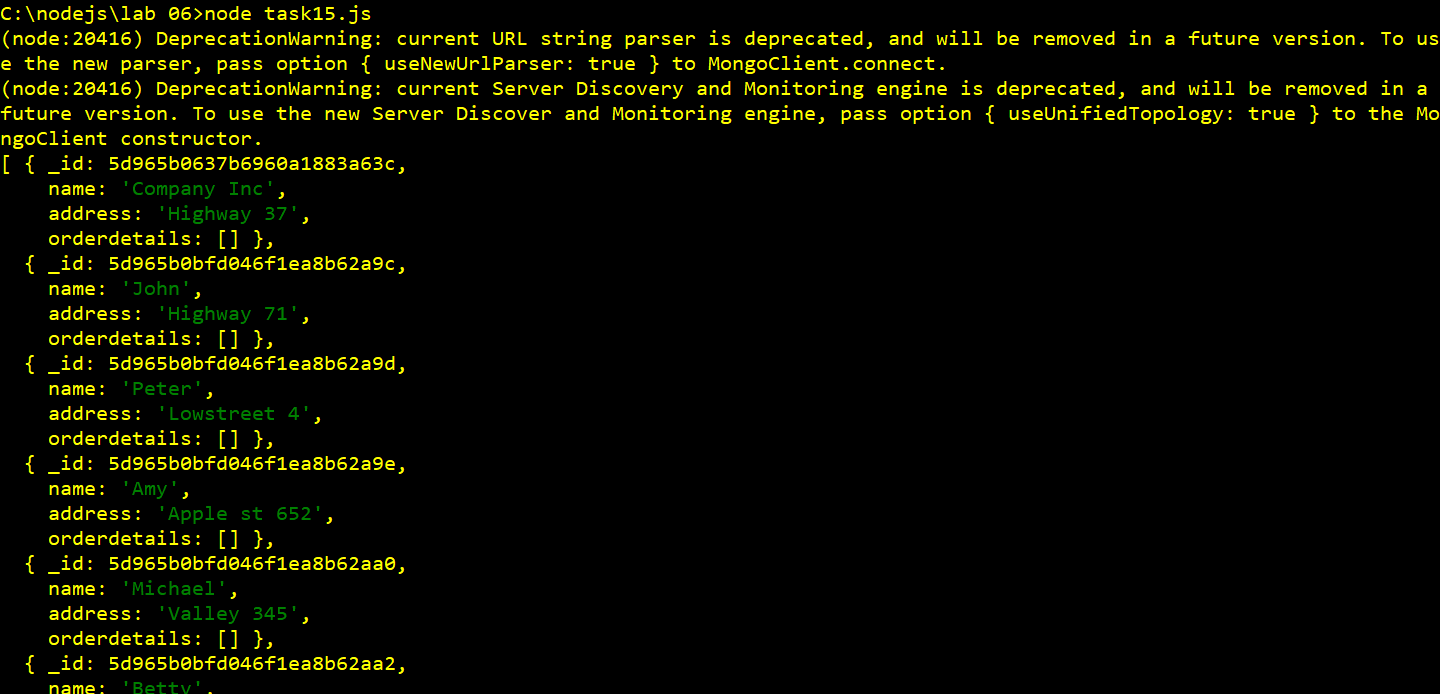 C:\nodejs\lab 06>node task15.js
(node:20416) DeprecationWarning: current URL string parser is deprecated, and will be removed in a future version. To us
e the new parser, pass option { useNewUrlParser: true } to MongoClient.connect.
(node:20416) DeprecationWarning: current Server Discovery and Monitoring engine is deprecated, and will be removed in a
future version. To use the new Server Discover and Monitoring engine, pass option { useUnifiedTopology: true } to the Mo
ngoClient constructor.
[ { _id: 5d965b0637b6960a1883a63c,
    name: 'Company Inc',
    address: 'Highway 37',
    orderdetails: [] },
  { _id: 5d965b0bfd046f1ea8b62a9c,
    name: 'John',
    address: 'Highway 71',
    orderdetails: [] },
  { _id: 5d965b0bfd046f1ea8b62a9d,
    name: 'Peter',
    address: 'Lowstreet 4',
    orderdetails: [] },
  { _id: 5d965b0bfd046f1ea8b62a9e,
    name: 'Amy',
    address: 'Apple st 652',
    orderdetails: [] },
  { _id: 5d965b0bfd046f1ea8b62aa0,
    name: 'Michael',
    address: 'Valley 345',
    orderdetails: [] },
  { _id: 5d965b0bfd046f1ea8b62aa2,
    name: 'Betty',